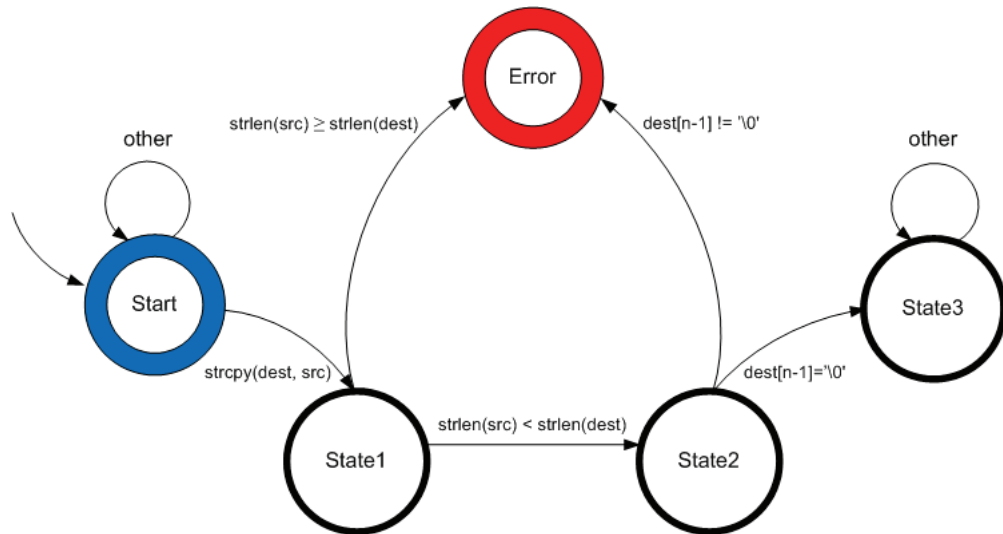 Error
strlen(src) ≥ strlen(dest)
dest[n-1] != '\0'
other
other
Start
State3
strcpy(dest, src)
dest[n-1]='\0'
strlen(src) < strlen(dest)
State1
State2